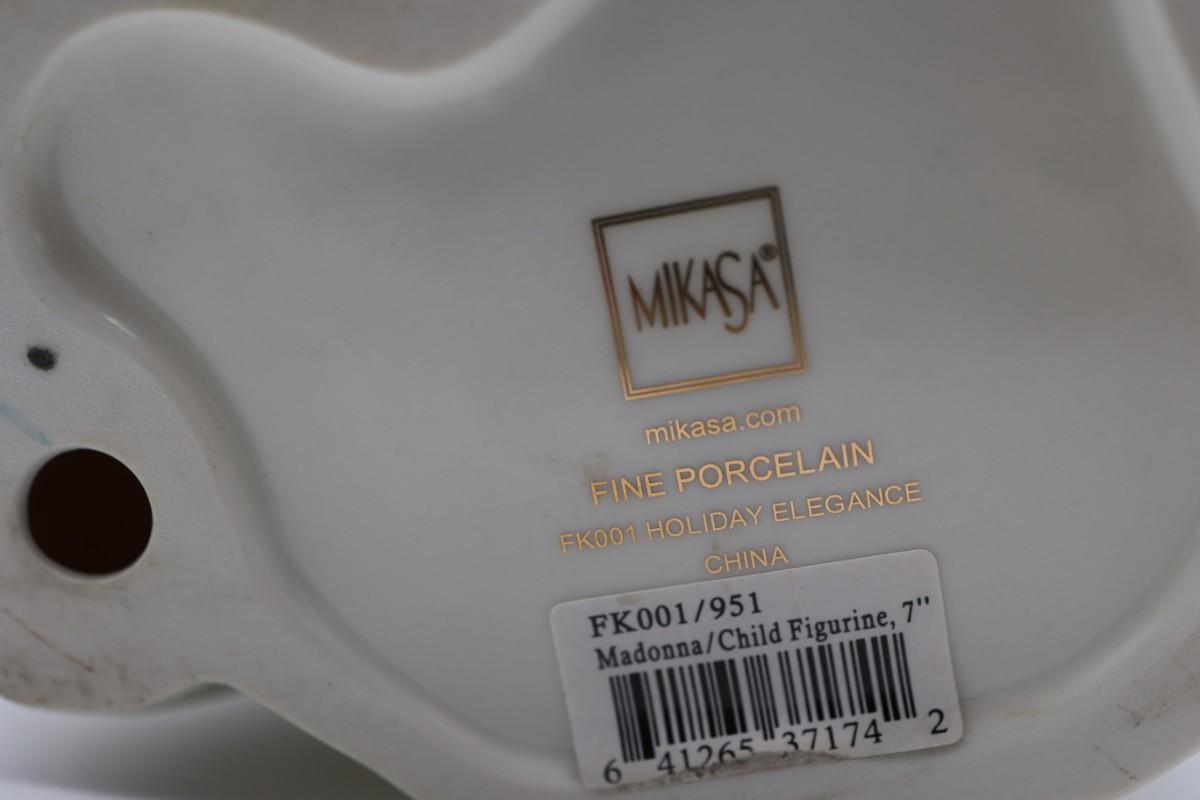 MIKASA®
mikasa.com
FINE PORCELAIN
FK001 HOLIDAY ELEGANCE
CHINA
FK001/951
Madonna/Child Figurine, 7"
6 41265 37174 2